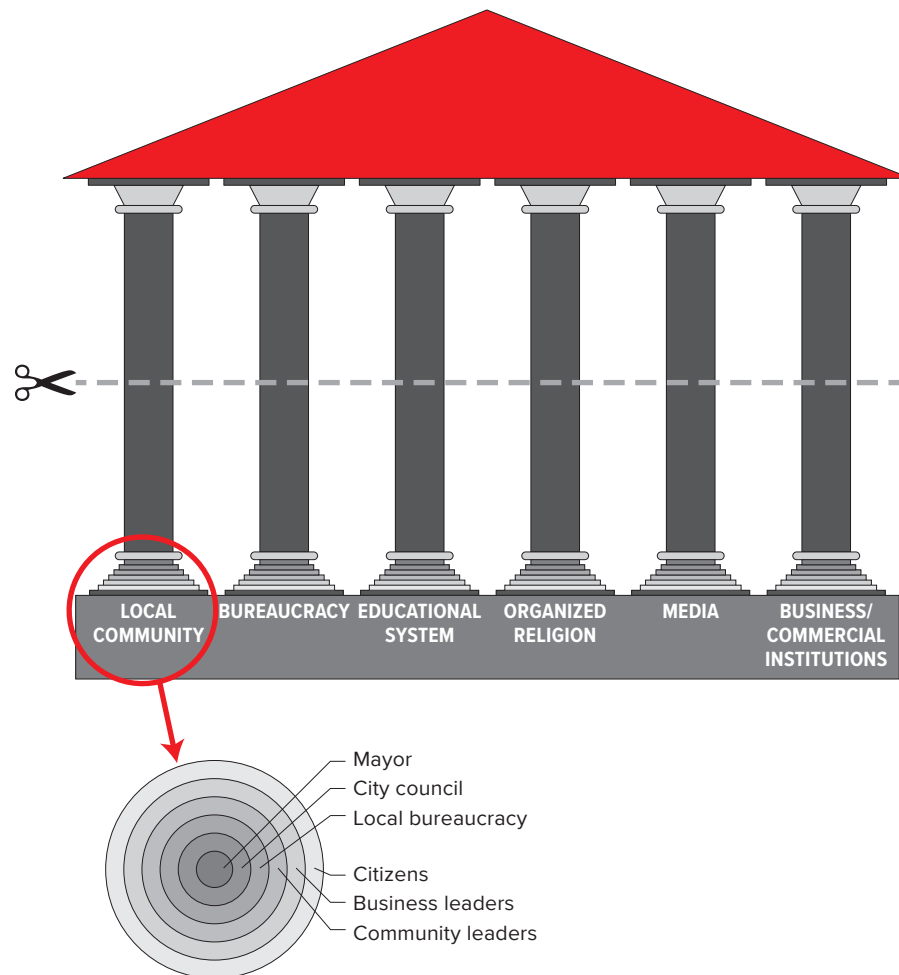 LOCAL
COMMUNITY
BUREAUCRACY
EDUCATIONAL
SYSTEM
ORGANIZED
RELIGION
MEDIA
BUSINESS/
COMMERCIAL
INSTITUTIONS
Mayor
City council
Local bureaucracy
Citizens
Business leaders
Community leaders